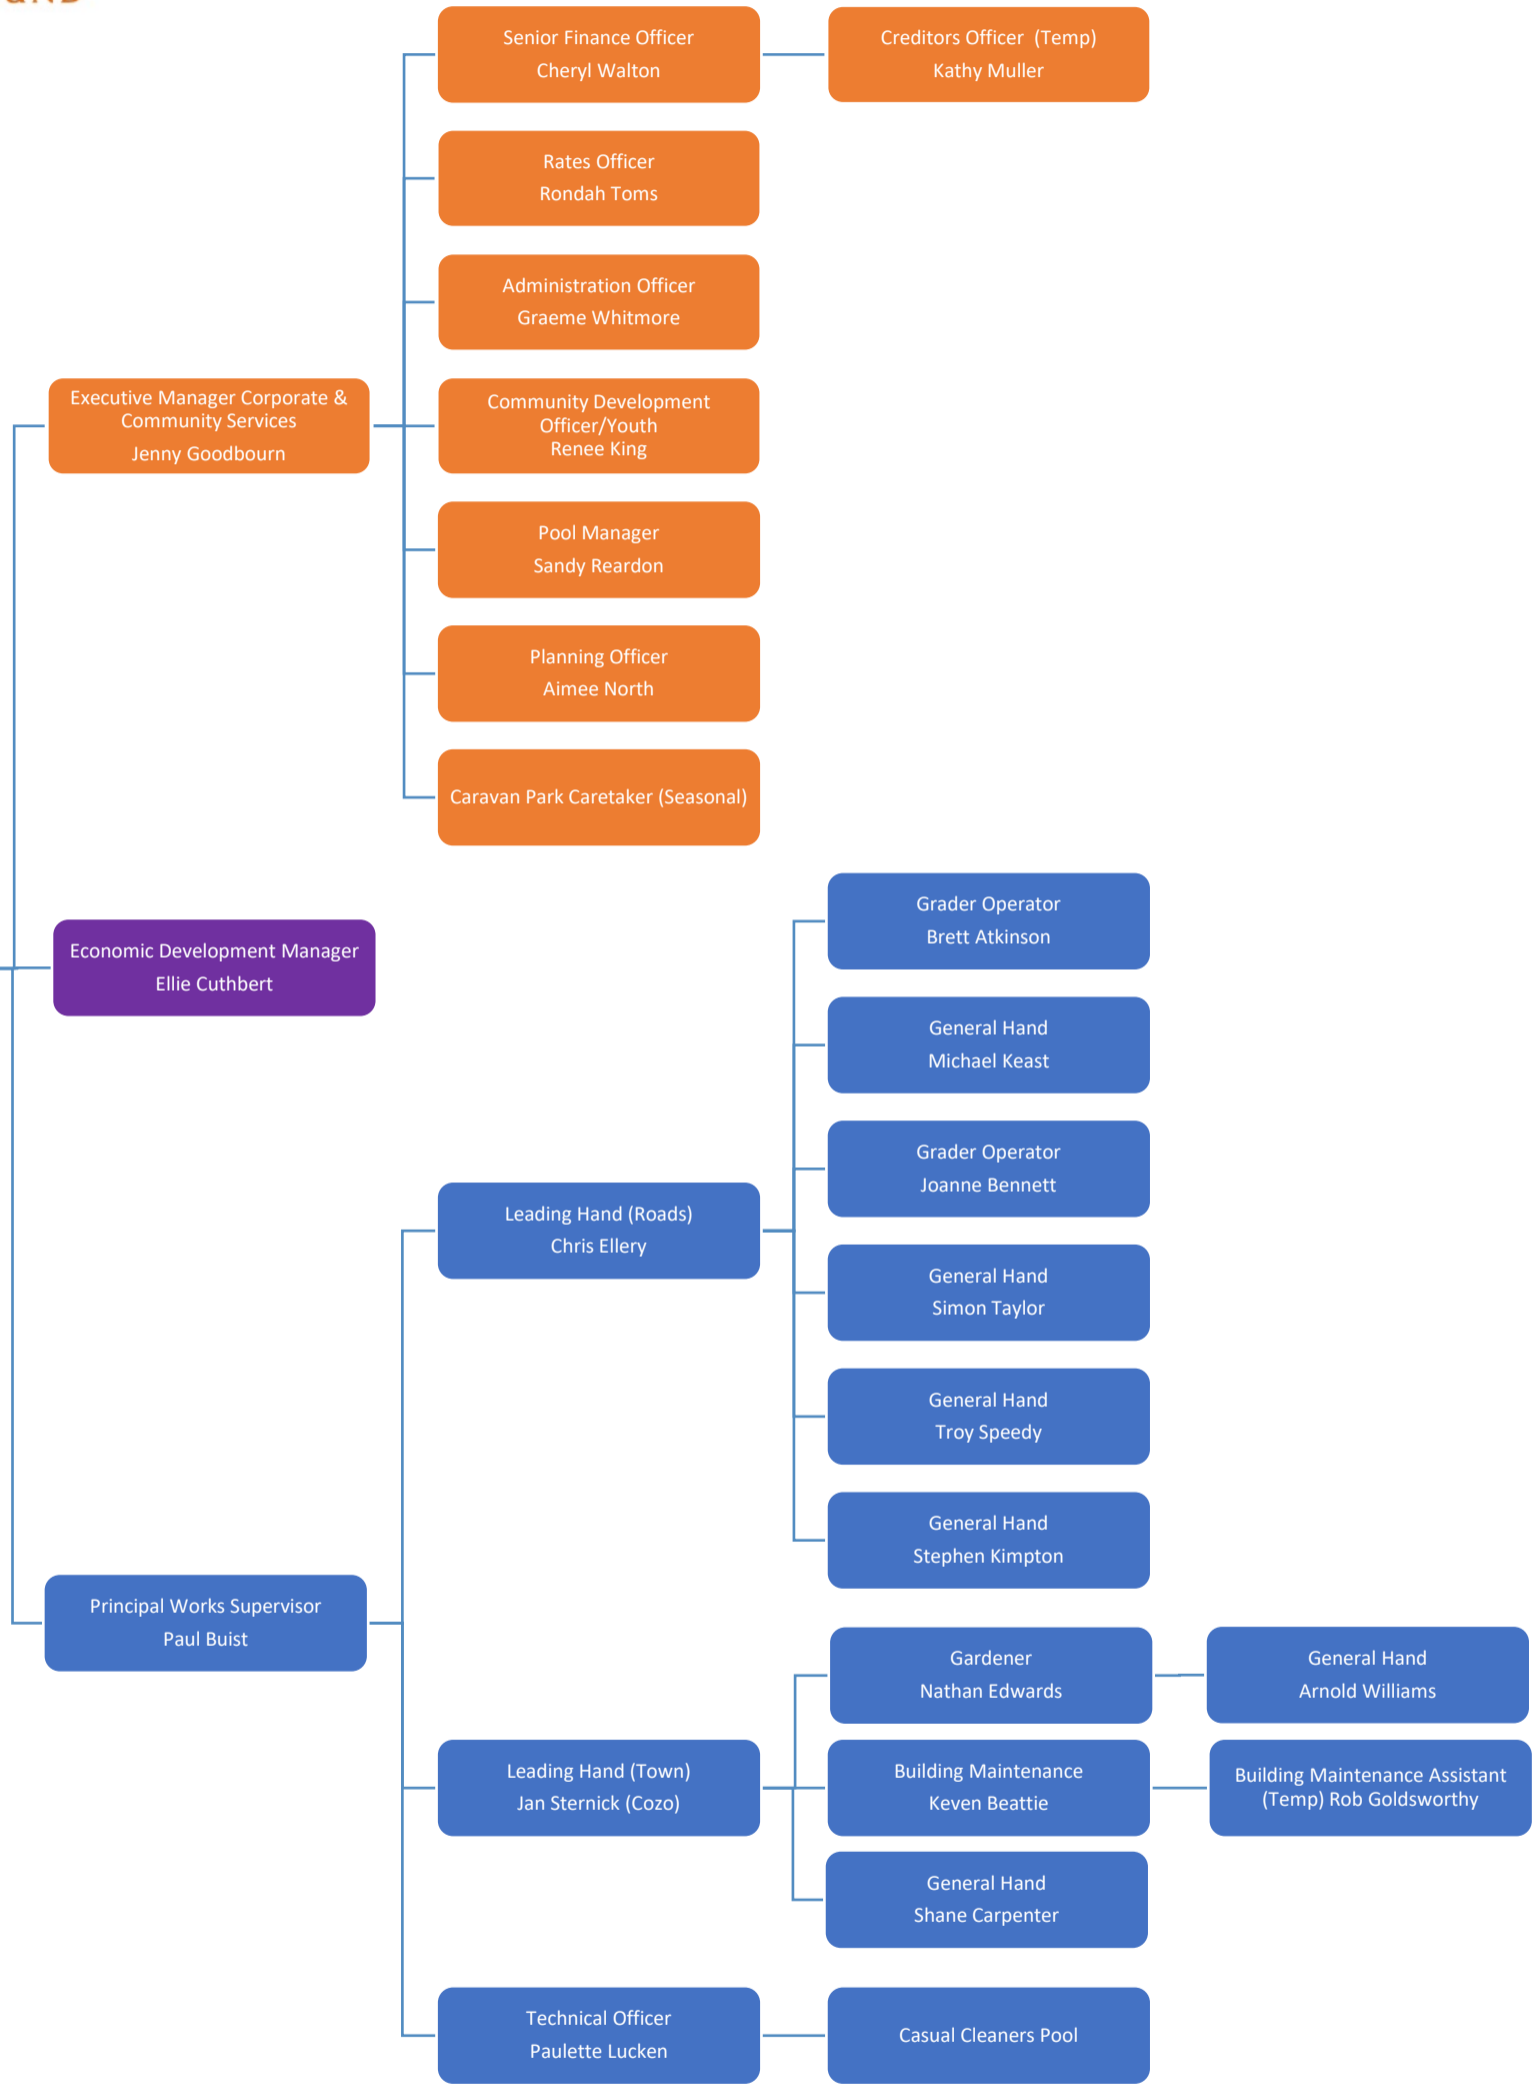 Senior Finance Officer
Cheryl Walton
Creditors Officer (Temp)
Kathy Muller
Rates Officer
Rondah Toms
Administration Officer
Graeme Whitmore
Executive Manager Corporate &
Community Services
Jenny Goodbourn
Community Development
Officer/Youth
Renee King
Pool Manager
Sandy Reardon
Planning Officer
Aimee North
Caravan Park Caretaker (Seasonal)
Economic Development Manager
Ellie Cuthbert
Grader Operator
Brett Atkinson
General Hand
Michael Keast
Grader Operator
Joanne Bennett
Leading Hand (Roads)
Chris Ellery
General Hand
Simon Taylor
General Hand
Troy Speedy
General Hand
Stephen Kimpton
Principal Works Supervisor
Paul Buist
Gardener
Nathan Edwards
General Hand
Arnold Williams
Leading Hand (Town)
Jan Sternick (Cozo)
Building Maintenance
Keven Beattie
Building Maintenance Assistant
(Temp) Rob Goldsworthy
General Hand
Shane Carpenter
Technical Officer
Paulette Lucken
Casual Cleaners Pool